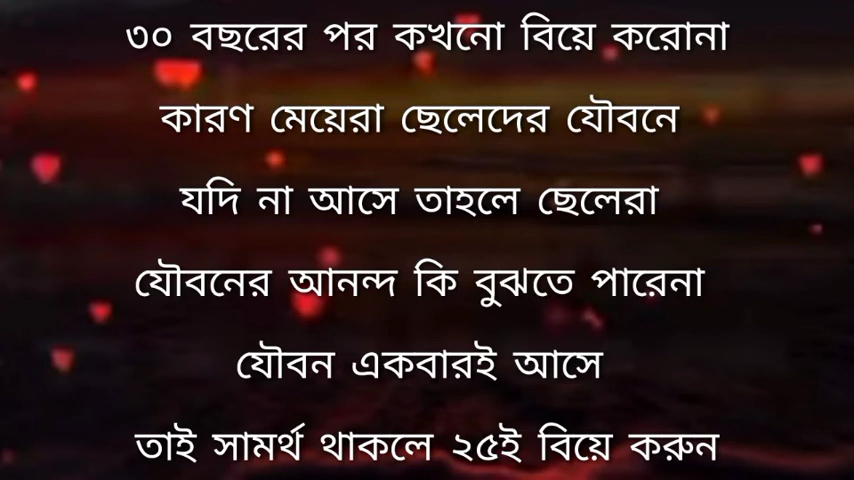 ৩০ বছরের পর কখনো বিয়ে করোনা
কারণ মেয়েরা ছেলেদের যৌবনে
যদি না আসে তাহলে ছেলেরা
যৌবনের আনন্দ কি বুঝতে পারেনা
যৌবন একবারই আসে
তাই সামর্থ থাকলে ২৫ই বিয়ে করুন